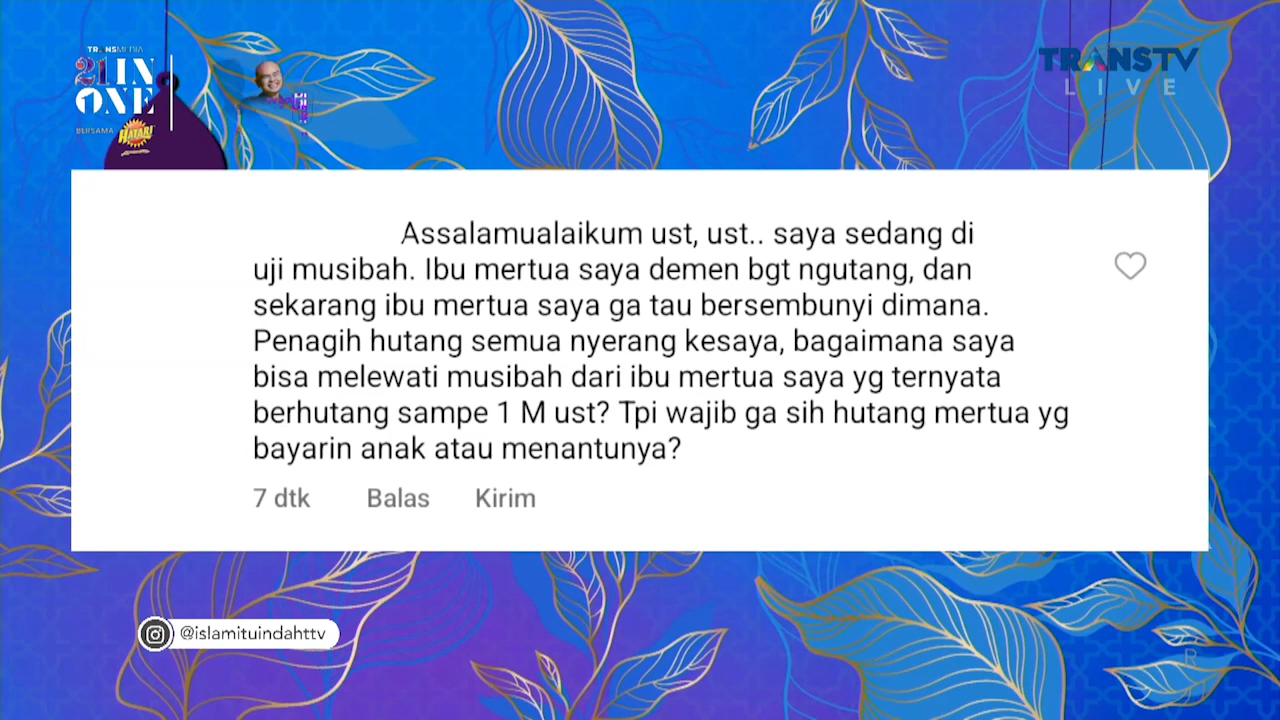 TRANSMEDIA
21 IN
ONE
BERSAMA HATARI
TRANSTV
LIVE
Assalamualaikum ust, ust.. saya sedang di
uji musibah. Ibu mertua saya demen bgt ngutang, dan
sekarang ibu mertua saya ga tau bersembunyi dimana.
Penagih hutang semua nyerang kesaya, bagaimana saya
bisa melewati musibah dari ibu mertua saya yg ternyata
berhutang sampe 1 M ust? Tpi wajib ga sih hutang mertua yg
bayarin anak atau menantunya?
7 dtk Balas Kirim
@islamituindahttv
R